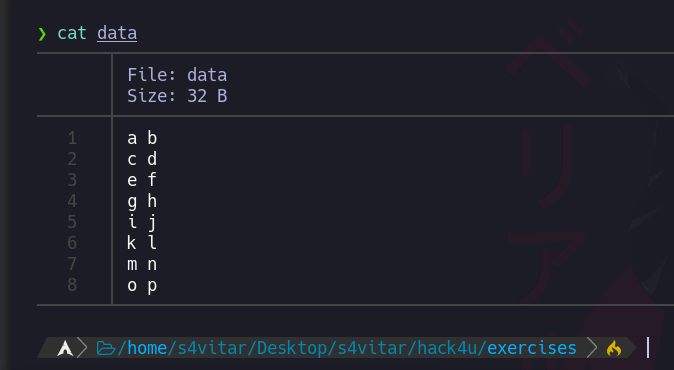 ❯ cat data
File: data
Size: 32 B
1 a b
2 c d
3 e f
4 g h
5 i j
6 k l
7 m n
8 o p
/home/s4vitar/Desktop/s4vitar/hack4u/exercises
ベリア